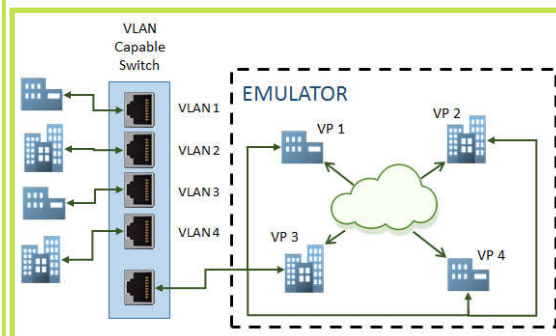 VLAN
Capable
Switch
VLAN 1
VLAN 2
VLAN 3
VLAN 4
EMULATOR
VP 1
VP 2
VP 3
VP 4